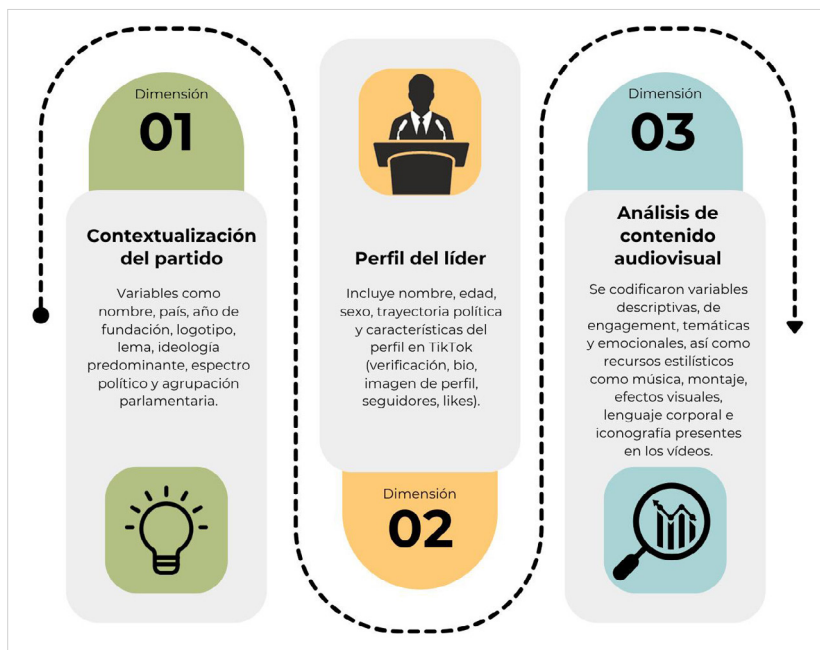 Dimensión
01
Contextualización
del partido
Variables como
nombre, país, año de
fundación, logotipo,
lema, ideología
predominante, espectro
político y agrupación
parlamentaria.
Perfil del líder
Incluye nombre, edad,
sexo, trayectoria política
y características del
perfil en TikTok
(verificación, bio,
imagen de perfil,
seguidores, likes).
Dimensión
02
Dimensión
03
Análisis de
contenido
audiovisual
Se codificaron variables
descriptivas, de
engagement, temáticas
y emocionales, así como
recursos estilísticos
como música, montaje,
efectos visuales,
lenguaje corporal e
iconografía presentes
en los vídeos.